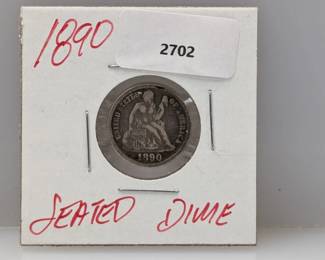 1890
2702
UNITED STATES OF AMERICA
1890
SEATED DIME